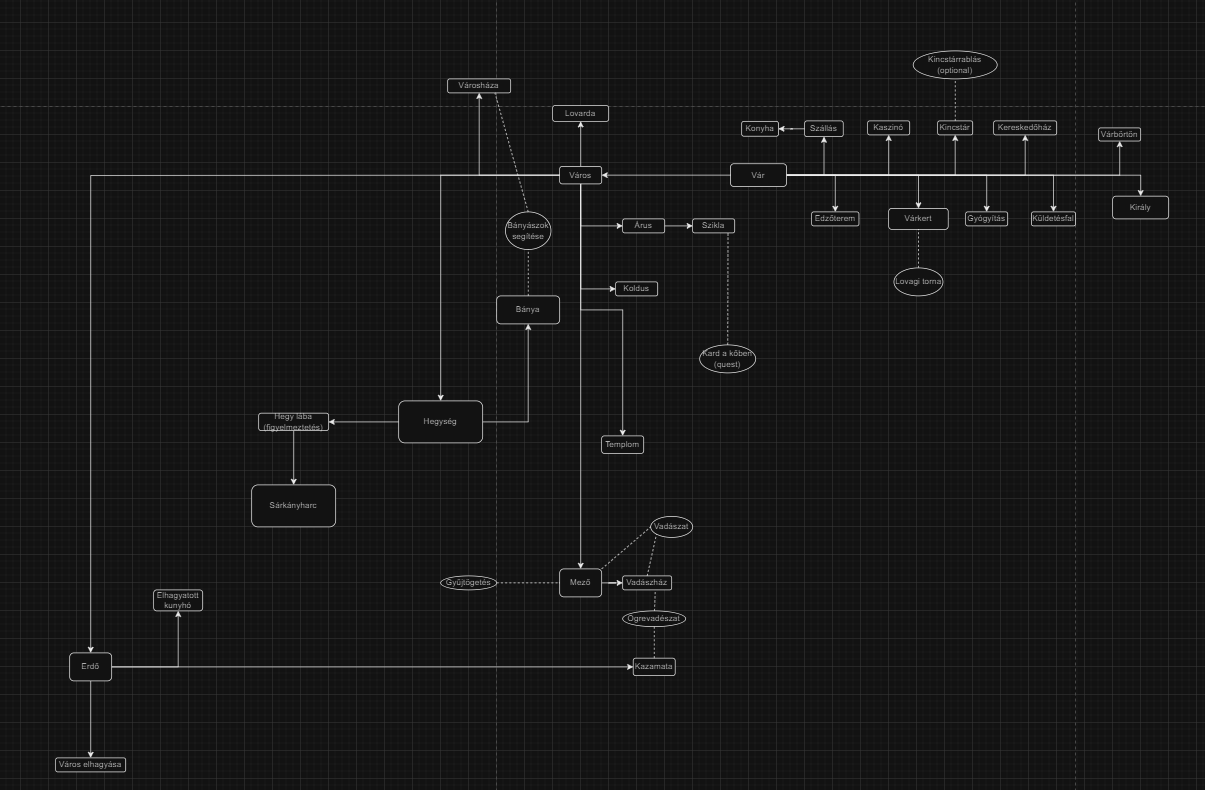 Kincstárrablás
(optional)
Városháza
Lovarda
Konyha
Szállás
Kaszinó
Kincstár
Kereskedőház
Várbörtön
Város
Vár
Király
Edzőterem
Várkert
Gyógyítás
Küldetésfal
Bányászok
segítése
Árus
Szikla
Koldus
Lovagi torna
Bánya
Kard a kőben
(quest)
Hegy lába
(figyelmeztetés)
Hegység
Templom
Sárkányharc
Vadászat
Gyűjtögetés
Mező
Vadászház
Elhagyatott
kunyhó
Ogrevadészat
Erdő
Kazamata
Város elhagyása